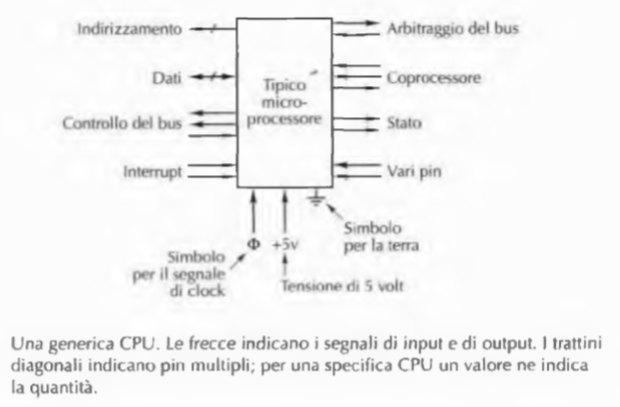 Indirizzamento
Arbitraggio del bus
Dati
Tipico
micro-
processore
Coprocessore
Controllo del bus
Stato
Interrupt
Vari pin
Φ
+5v
Simbolo
per la terra
Simbolo
per il segnale
di clock
Tensione di 5 volt
Una generica CPU. Le frecce indicano i segnali di input e di output. I trattini
diagonali indicano pin multipli; per una specifica CPU un valore ne indica
la quantità.